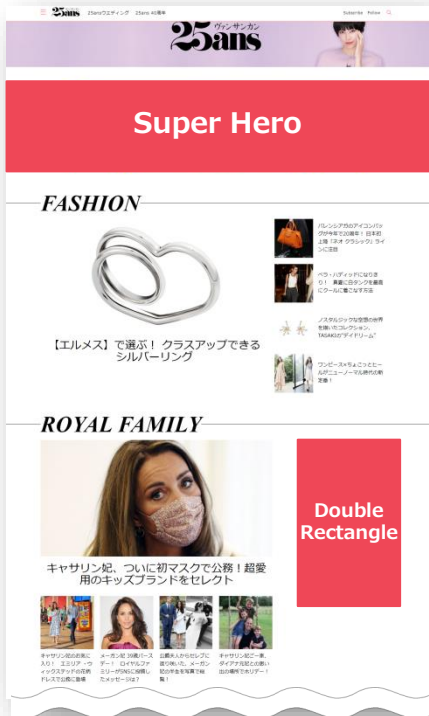 25ans
25ansウエディング
25ans 40周年
Subscribe
Follow
ヴァンサンカン
25ans
Super Hero
FASHION
【エルメス】で選ぶ！ クラスアップできる
シルバーリング
バレンシアガのアイコンバッ
グが今年で20周年！ 日本初
上陸「ネオ クラシック」ライ
ンに注目
ベラ・ハディッドになりき
り！ 真夏に白タンクを最高
にクールに着こなす方法
ノスタルジックな空想の世界
を描いたコレクション、
TASAKIの“デイドリーム”
ワンピース×ちょこっとヒー
ルがニューノーマル時代の新
定番！
ROYAL FAMILY
キャサリン妃、ついに初マスクで公務！超愛
用のキッズブランドをセレクト
Double
Rectangle
キャサリン妃のお気に
入り！ エミリア・ウ
ィックステッドの花柄
ドレスで公務に登場
メーガン妃 39歳バース
デー！ ロイヤルファ
ミリーがSNSに投稿し
たメッセージは？
公爵夫人からセレブに
返り咲いた、メーガン
妃の半生を写真で総
覧！
キャサリン妃ご一家、
ダイアナ元妃との思い
出の場所でホリデー！